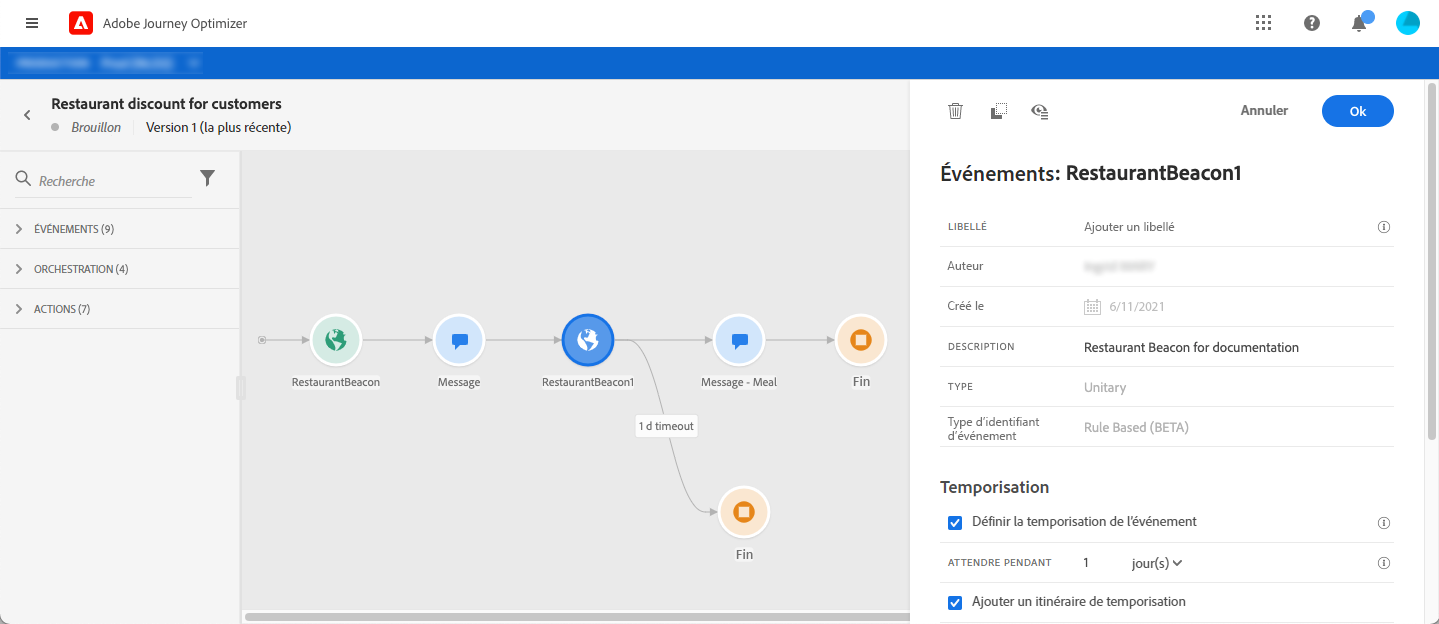 Adobe Journey Optimizer
Restaurant discount for customers
Brouillon Version 1 (la plus récente)
Recherche
ÉVÉNEMENTS (9)
ORCHESTRATION (4)
ACTIONS (7)
RestaurantBeacon
Message
RestaurantBeacon1
Message - Meal
Fin
1 d timeout
Fin
Annuler
Ok
Événements: RestaurantBeacon1
LIBELLÉ Ajouter un libellé
Auteur
Créé le 6/11/2021
DESCRIPTION Restaurant Beacon for documentation
TYPE Unitary
Type d'identifiant
d'événement
Rule Based (BETA)
Temporisation
Définir la temporisation de l'événement
ATTENDRE PENDANT 1 jour(s)
Ajouter un itinéraire de temporisation